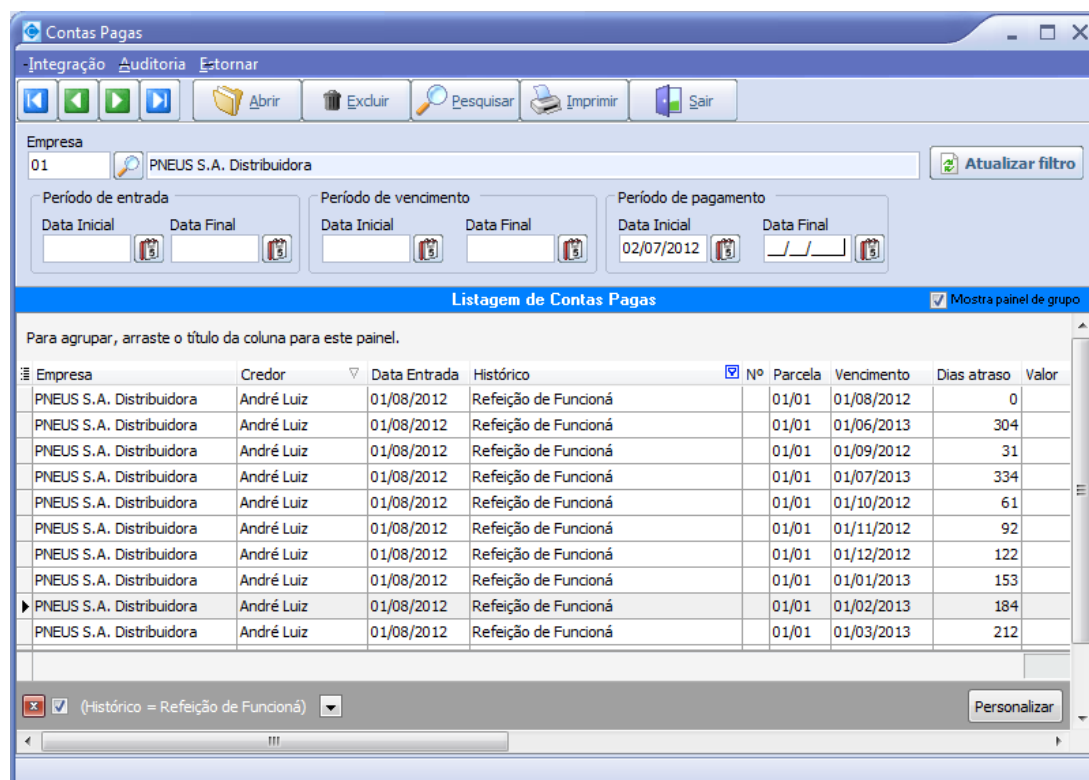 Contas Pagas
Integração Auditoria Estornar
Abrir Excluir Pesquisar Imprimir Sair
Empresa
01 PNEUS S.A. Distribuidora Atualizar filtro
Período de entrada Período de vencimento Período de pagamento
Data Inicial Data Final Data Inicial Data Final Data Inicial Data Final
02/07/2012 __/__/____
Listagem de Contas Pagas Mostra painel de grupo
Para agrupar, arraste o título da coluna para este painel.
Empresa Credor Data Entrada Histórico Nº Parcela Vencimento Dias atraso Valor
PNEUS S.A. Distribuidora André Luiz 01/08/2012 Refeição de Funcioná 01/01 01/08/2012 0
PNEUS S.A. Distribuidora André Luiz 01/08/2012 Refeição de Funcioná 01/01 01/06/2013 304
PNEUS S.A. Distribuidora André Luiz 01/08/2012 Refeição de Funcioná 01/01 01/09/2012 31
PNEUS S.A. Distribuidora André Luiz 01/08/2012 Refeição de Funcioná 01/01 01/07/2013 334
PNEUS S.A. Distribuidora André Luiz 01/08/2012 Refeição de Funcioná 01/01 01/10/2012 61
PNEUS S.A. Distribuidora André Luiz 01/08/2012 Refeição de Funcioná 01/01 01/11/2012 92
PNEUS S.A. Distribuidora André Luiz 01/08/2012 Refeição de Funcioná 01/01 01/12/2012 122
PNEUS S.A. Distribuidora André Luiz 01/08/2012 Refeição de Funcioná 01/01 01/01/2013 153
PNEUS S.A. Distribuidora André Luiz 01/08/2012 Refeição de Funcioná 01/01 01/02/2013 184
PNEUS S.A. Distribuidora André Luiz 01/08/2012 Refeição de Funcioná 01/01 01/03/2013 212
(Histórico = Refeição de Funcioná) Personalizar